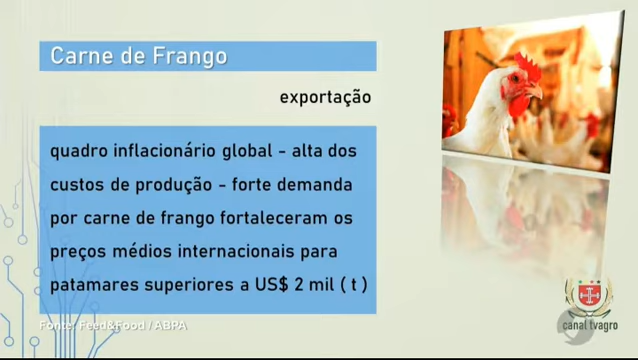 Carne de Frango
exportação
quadro inflacionário global - alta dos
custos de produção - forte demanda
por carne de frango fortaleceram os
preços médios internacionais para
patamares superiores a US$ 2 mil ( t )
Fonte: Feed&Food / ABPA
canal tvagro